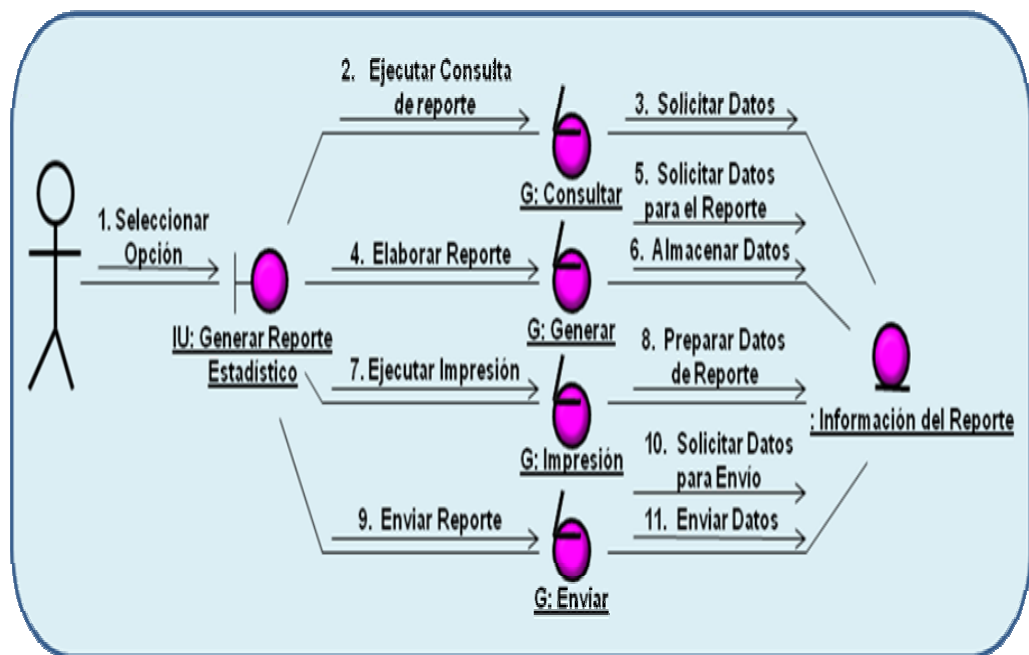 2. Ejecutar Consulta
de reporte
3. Solicitar Datos
G: Consultar
5. Solicitar Datos
para el Reporte
1. Seleccionar
Opción
4. Elaborar Reporte
6. Almacenar Datos
IU: Generar Reporte
Estadístico
G: Generar
7. Ejecutar Impresión
8. Preparar Datos
de Reporte
: Información del Reporte
G: Impresión
10. Solicitar Datos
para Envío
9. Enviar Reporte
11. Enviar Datos
G: Enviar